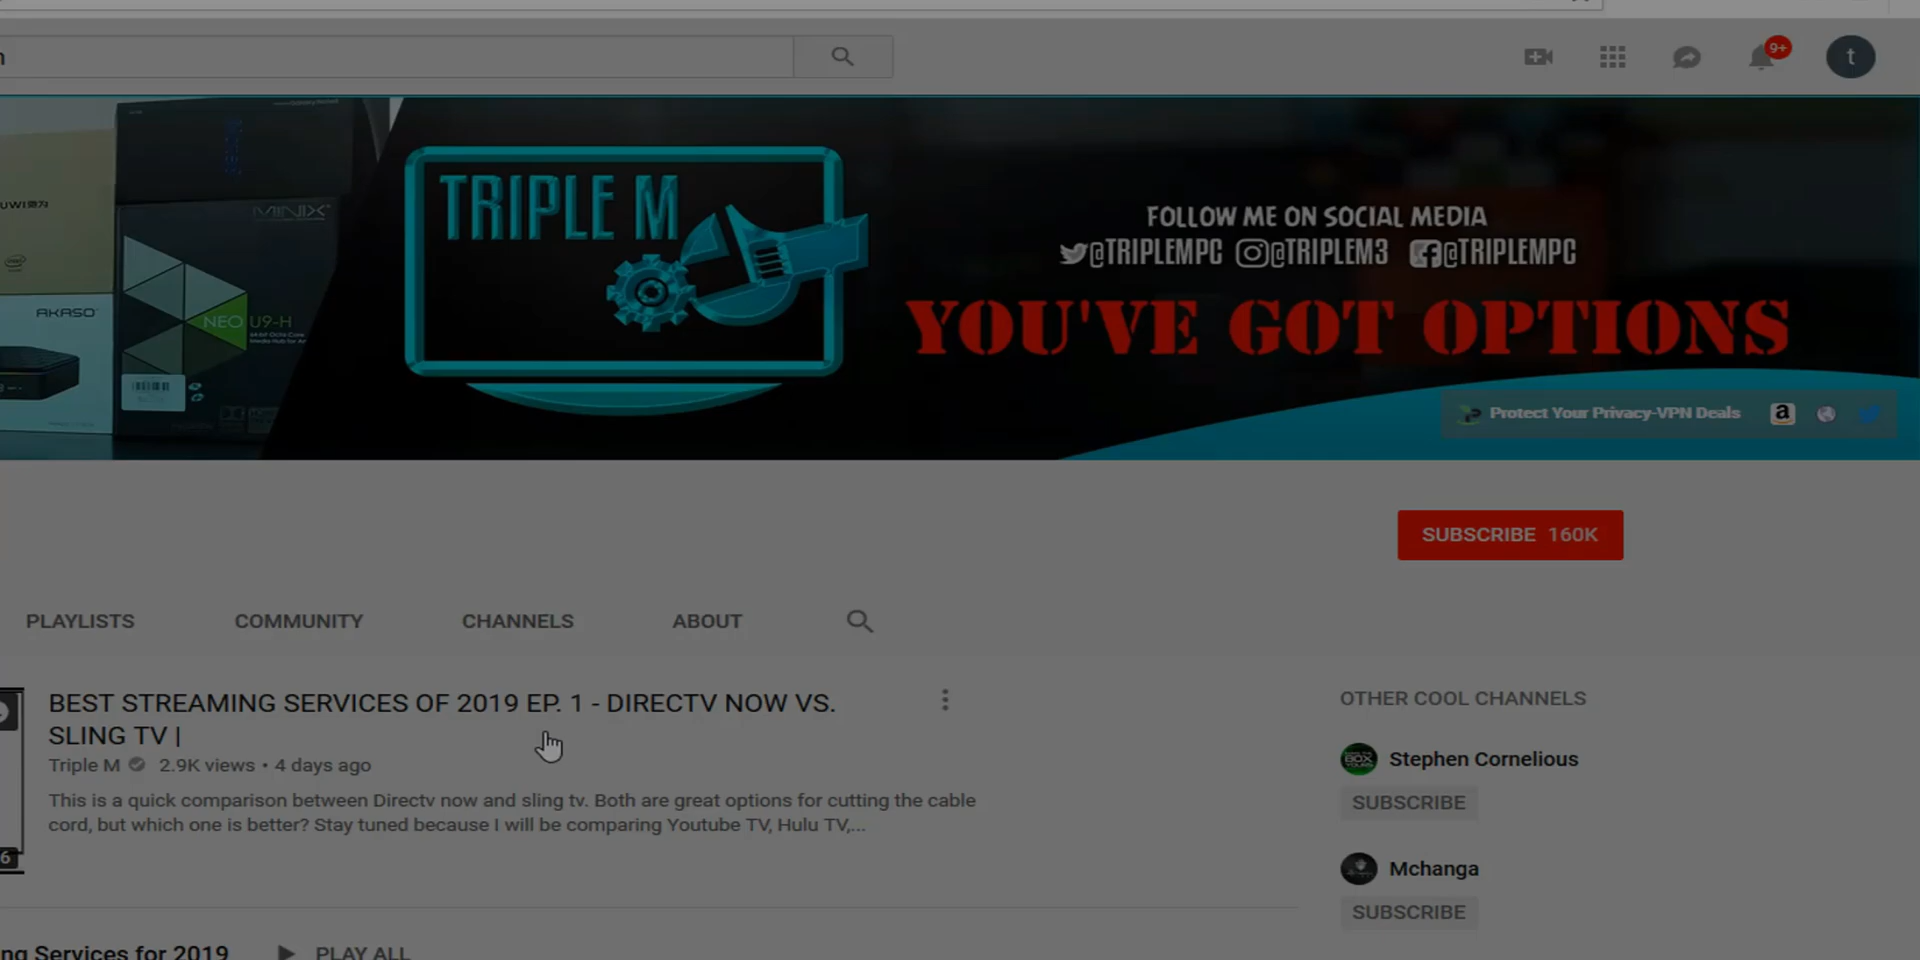 9+
t
MINIX
AKASO
NEO U9-H
TRIPLE M
FOLLOW ME ON SOCIAL MEDIA
@TRIPLEMPC @TRIPLEM3 @TRIPLEMPC
YOU'VE GOT OPTIONS
Protect Your Privacy-VPN Deals
SUBSCRIBE 160K
PLAYLISTS COMMUNITY CHANNELS ABOUT
BEST STREAMING SERVICES OF 2019 EP. 1 - DIRECTV NOW VS.
SLING TV |
Triple M 2.9K views • 4 days ago
This is a quick comparison between Directv now and sling tv. Both are great options for cutting the cable
cord, but which one is better? Stay tuned because I will be comparing Youtube TV, Hulu TV,...
OTHER COOL CHANNELS
Stephen Cornelious
SUBSCRIBE
Mchanga
SUBSCRIBE
Services for 2019 PLAY ALL